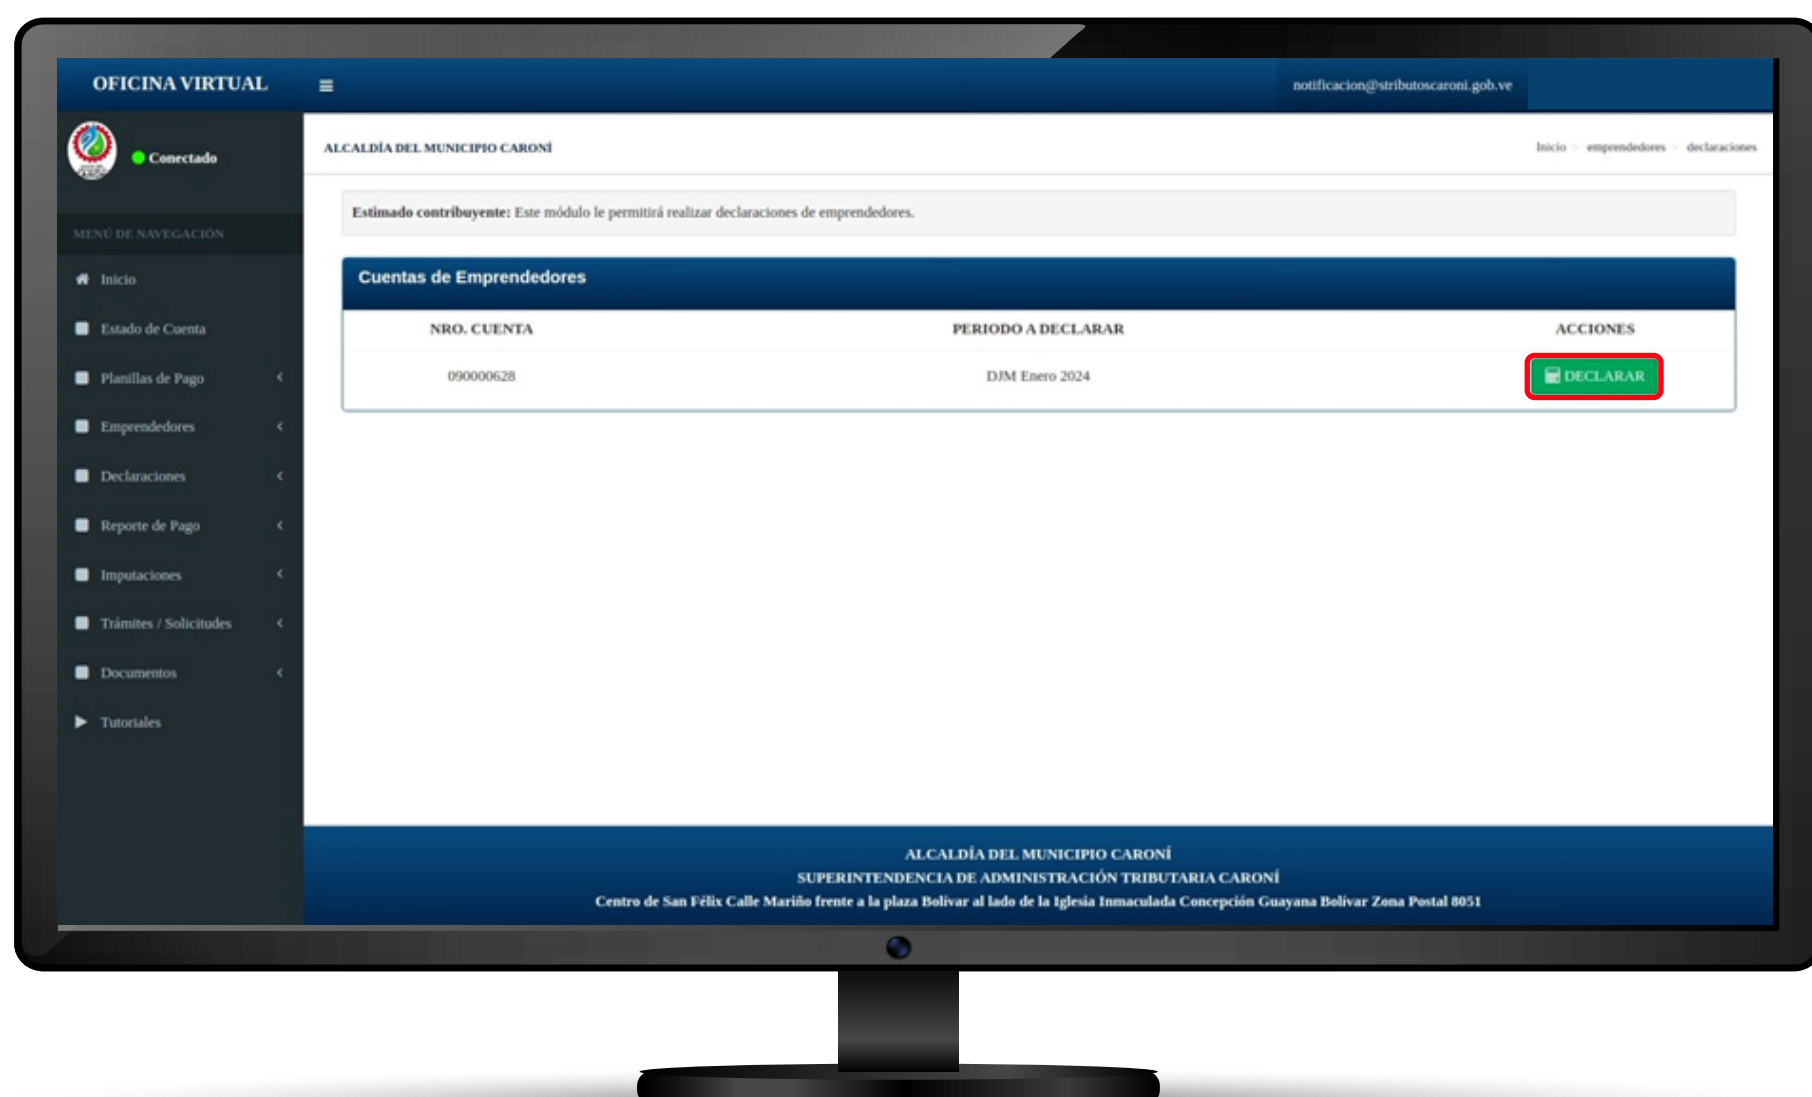 OFICINA VIRTUAL
notificacion@stributoscaroni.gob.ve
Conectado
ALCALDÍA DEL MUNICIPIO CARONÍ
Inicio > emprendedores > declaraciones
Estimado contribuyente: Este módulo le permitirá realizar declaraciones de emprendedores.
MENÚ DE NAVEGACIÓN
Inicio
Estado de Cuenta
Planillas de Pago
Emprendedores
Declaraciones
Reporte de Pago
Imputaciones
Trámites / Solicitudes
Documentos
Tutoriales
Cuentas de Emprendedores
NRO. CUENTA PERIODO A DECLARAR ACCIONES
090000628 DJM Enero 2024 DECLARAR
ALCALDÍA DEL MUNICIPIO CARONÍ
SUPERINTENDENCIA DE ADMINISTRACIÓN TRIBUTARIA CARONÍ
Centro de San Félix Calle Mariño frente a la plaza Bolívar al lado de la Iglesia Inmaculada Concepción Guayana Bolívar Zona Postal 8051